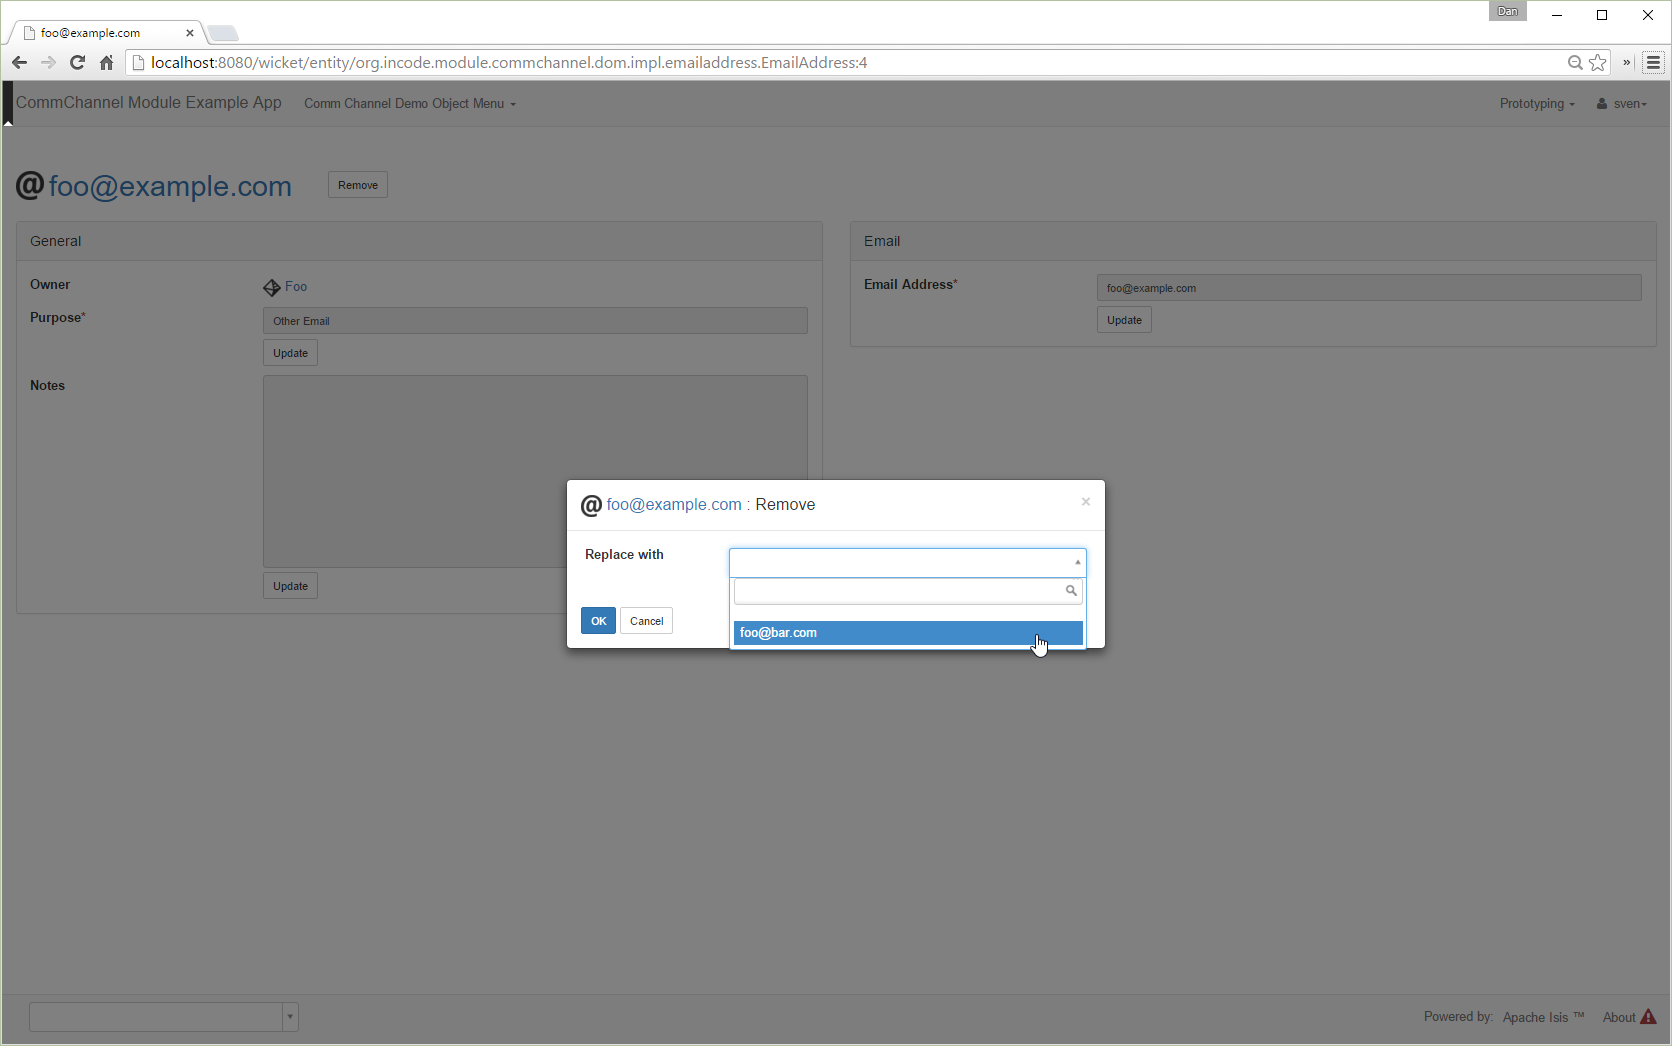 Dan
foo@example.com
localhost:8080/wicket/entity/org.incode.module.commchannel.dom.impl.emailaddress.EmailAddress:4
CommChannel Module Example App Comm Channel Demo Object Menu Prototyping sven
@ foo@example.com Remove
General
Owner Foo
Purpose* Other Email
Update
Notes
Update
Email
Email Address* foo@example.com
Update
@ foo@example.com : Remove ×
Replace with
foo@bar.com
OK Cancel
Powered by: Apache Isis ™ About